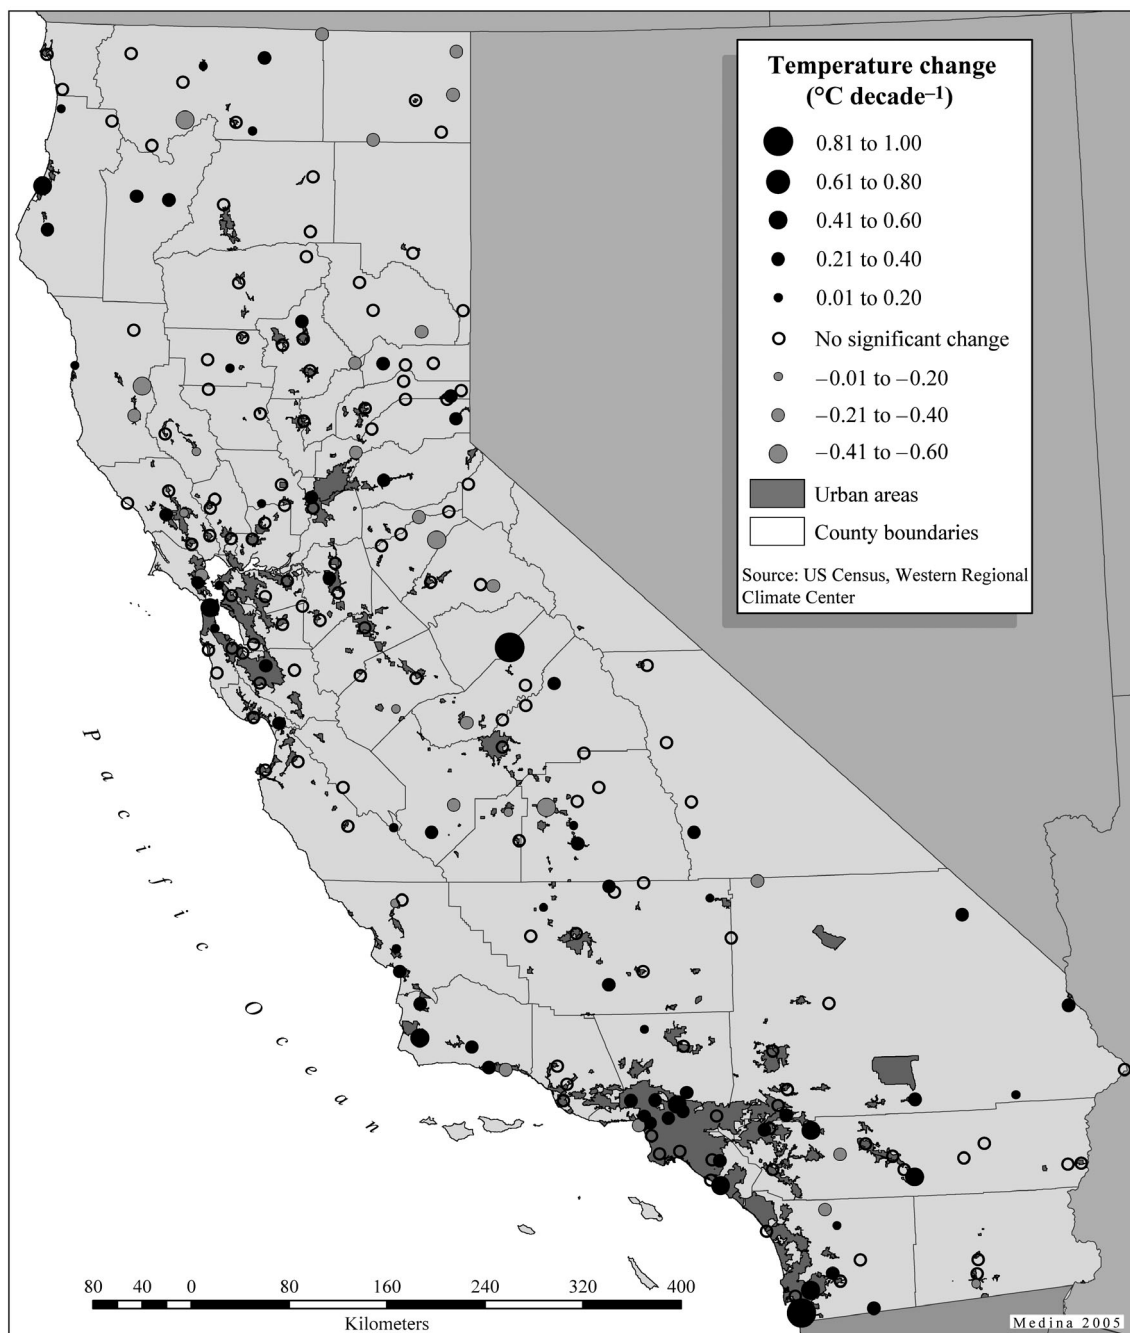 Temperature change
(°C decade–1)
0.81 to 1.00
0.61 to 0.80
0.41 to 0.60
0.21 to 0.40
0.01 to 0.20
No significant change
–0.01 to –0.20
–0.21 to –0.40
–0.41 to –0.60
Urban areas
County boundaries
Source: US Census, Western Regional
Climate Center
Pacific Ocean
80 40 0 80 160 240 320 400
Kilometers
Medina 2005